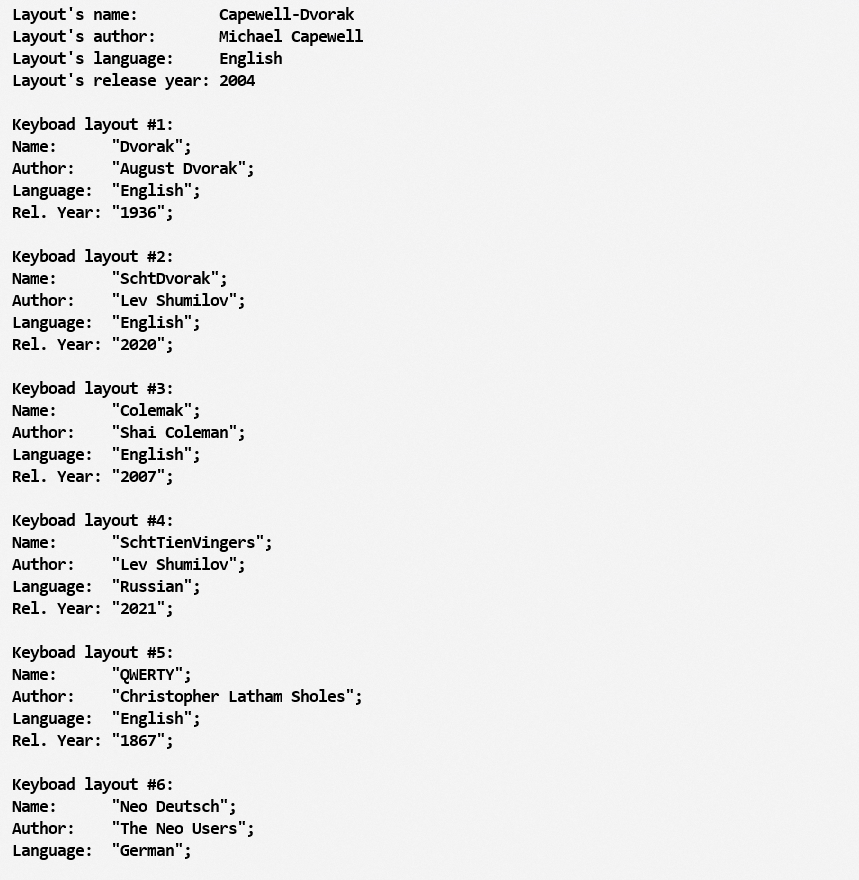 Layout's name:         Capewell-Dvorak
Layout's author:       Michael Capewell
Layout's language:     English
Layout's release year: 2004

Keyboad layout #1:
Name:      "Dvorak";
Author:    "August Dvorak";
Language:  "English";
Rel. Year: "1936";

Keyboad layout #2:
Name:      "SchtDvorak";
Author:    "Lev Shumilov";
Language:  "English";
Rel. Year: "2020";

Keyboad layout #3:
Name:      "Colemak";
Author:    "Shai Coleman";
Language:  "English";
Rel. Year: "2007";

Keyboad layout #4:
Name:      "SchtTienVingers";
Author:    "Lev Shumilov";
Language:  "Russian";
Rel. Year: "2021";

Keyboad layout #5:
Name:      "QWERTY";
Author:    "Christopher Latham Sholes";
Language:  "English";
Rel. Year: "1867";

Keyboad layout #6:
Name:      "Neo Deutsch";
Author:    "The Neo Users";
Language:  "German";